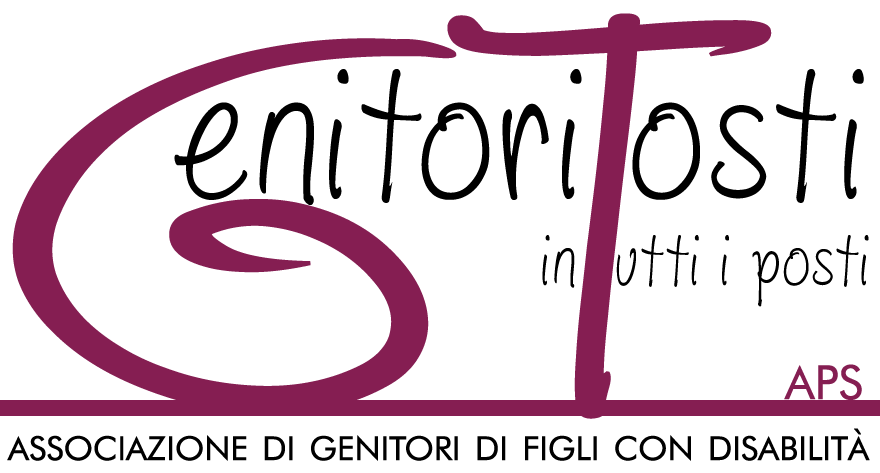 GenitoriTosti
in Tutti i posti
APS
ASSOCIAZIONE DI GENITORI DI FIGLI CON DISABILITÀ